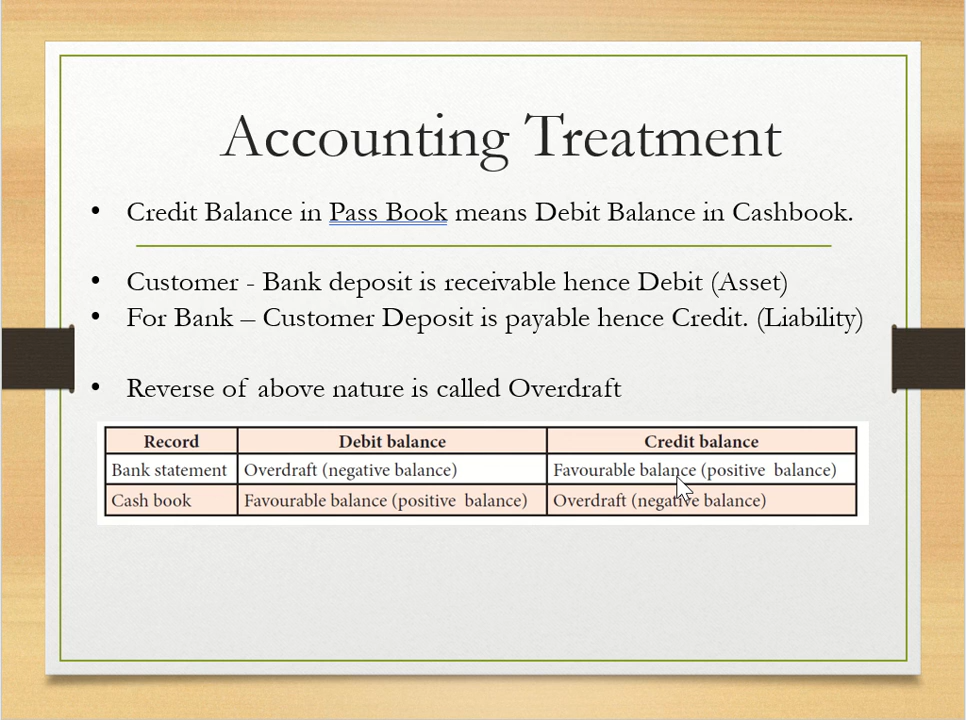 Accounting Treatment
• Credit Balance in Pass Book means Debit Balance in Cashbook.
• Customer - Bank deposit is receivable hence Debit (Asset)
• For Bank – Customer Deposit is payable hence Credit. (Liability)
• Reverse of above nature is called Overdraft
Record Debit balance Credit balance
Bank statement Overdraft (negative balance) Favourable balance (positive balance)
Cash book Favourable balance (positive balance) Overdraft (negative balance)